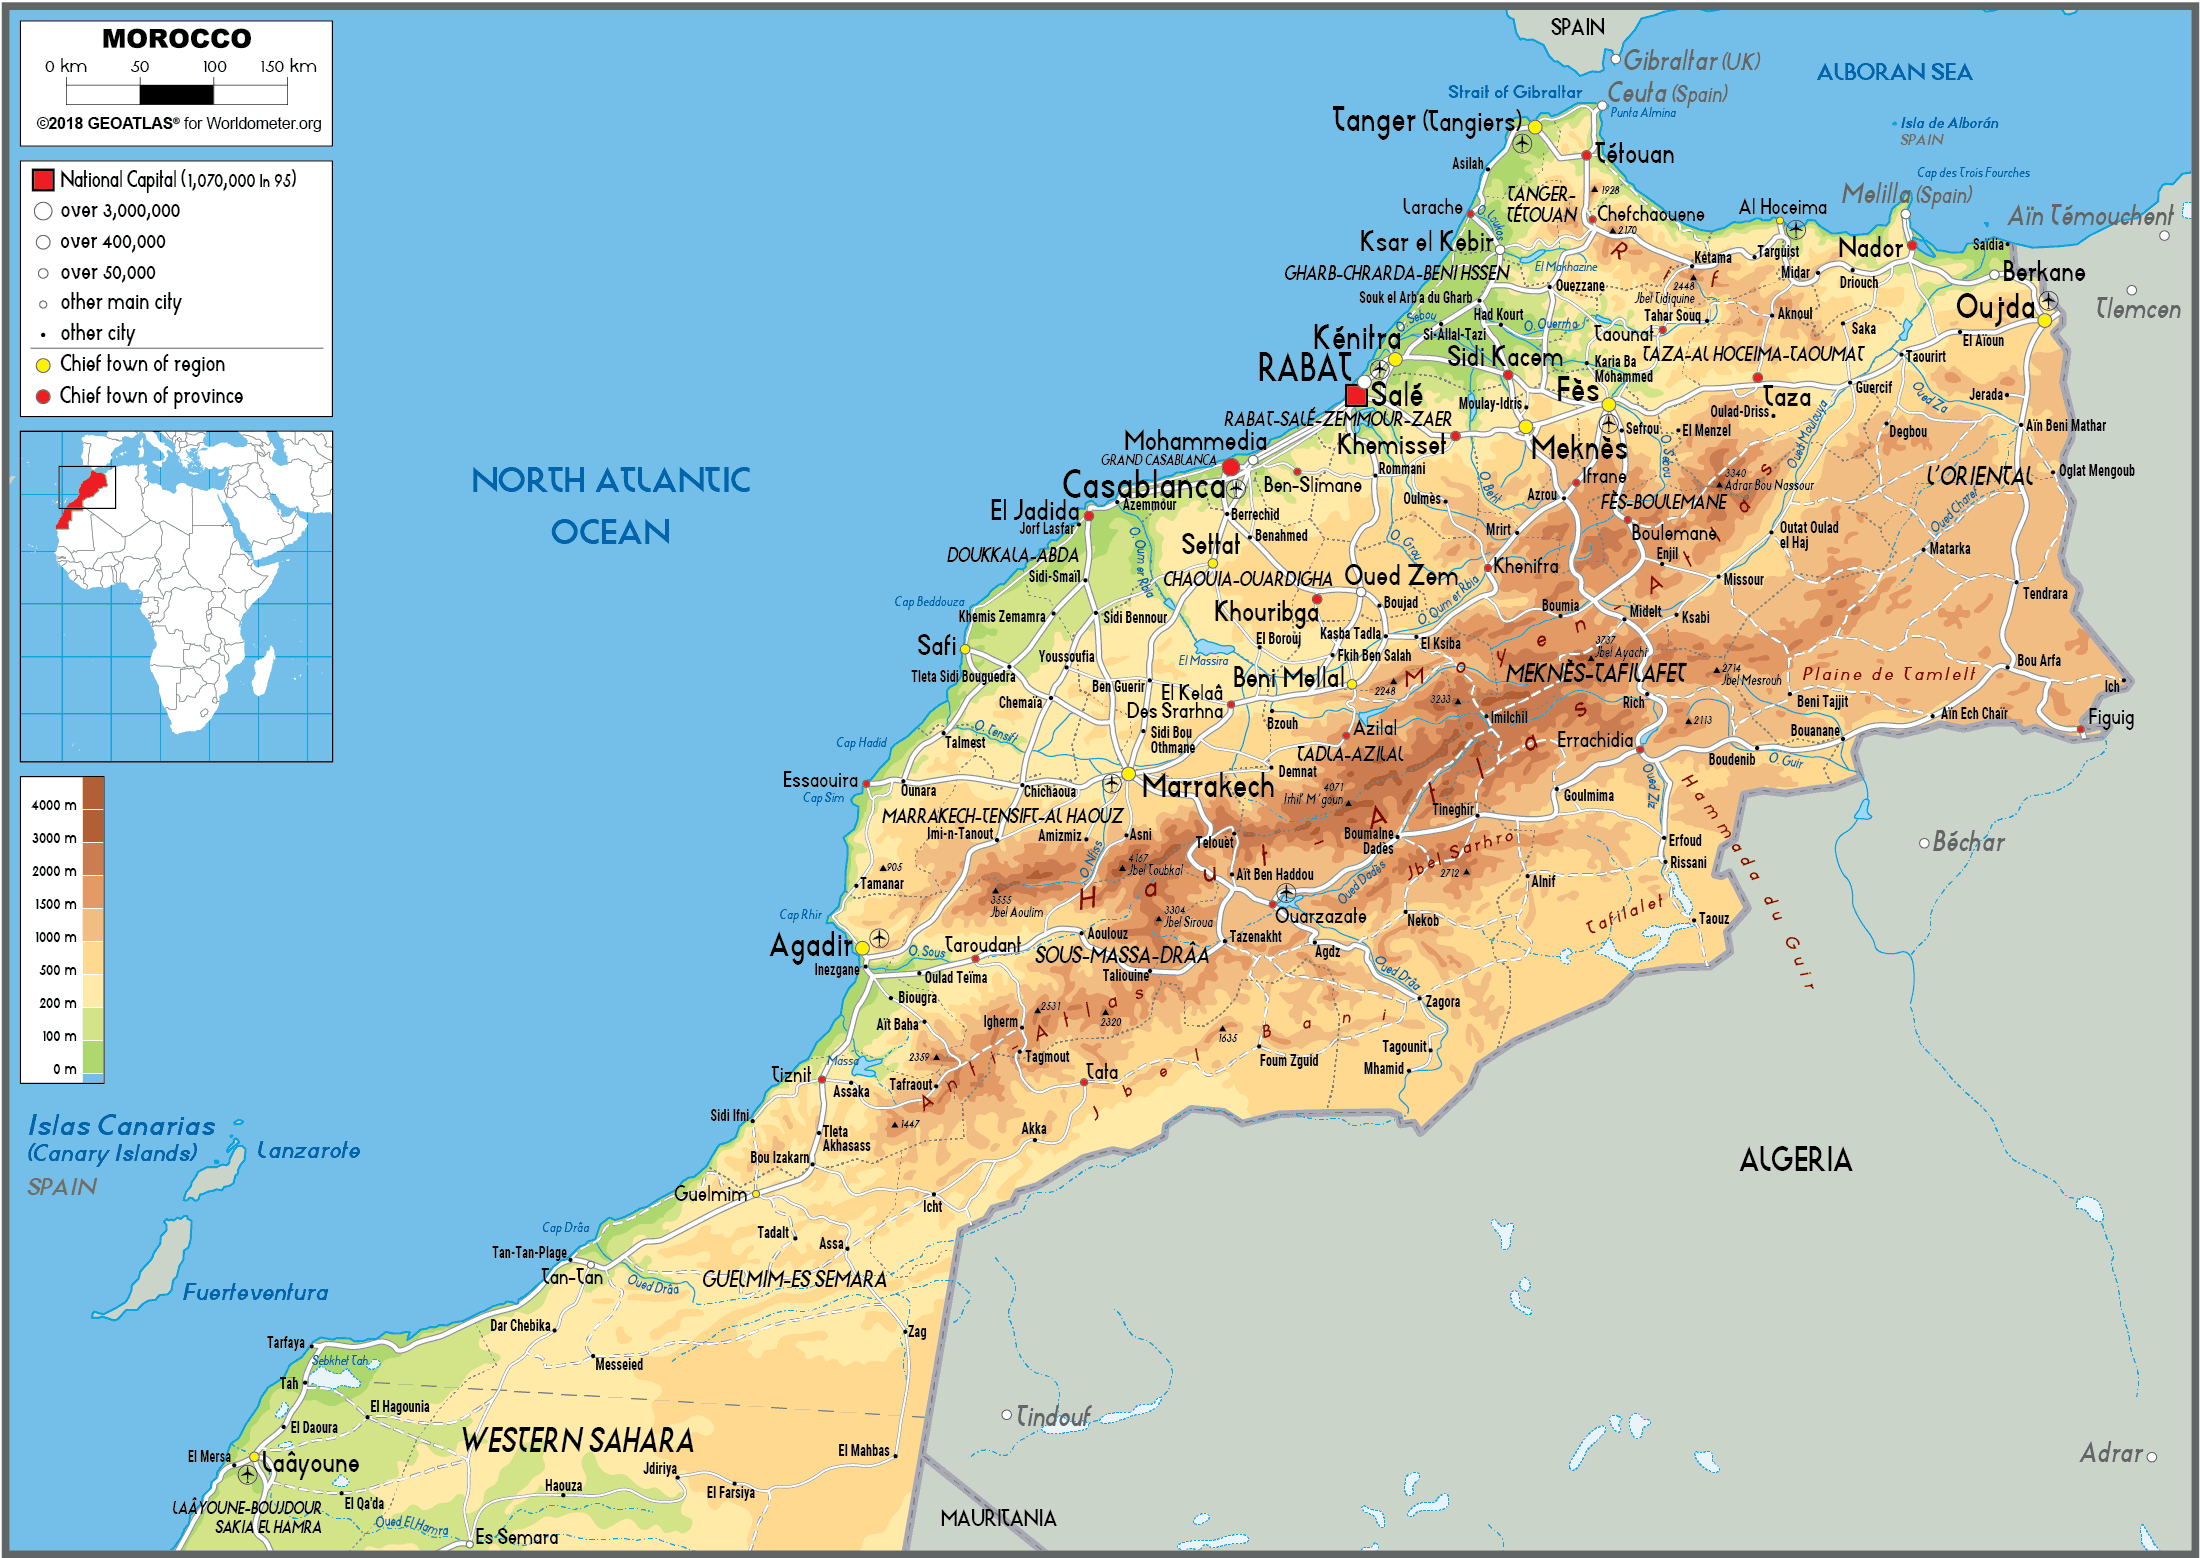 MOROCCO
0 km 50 100 150 km
©2018 GEOATLAS® for Worldometer.org
National Capital (1,070,000 In 95)
over 3,000,000
over 400,000
over 50,000
other main city
other city
Chief town of region
Chief town of province
4000 m
3000 m
2000 m
1500 m
1000 m
500 m
200 m
100 m
0 m
Islas Canarias
(Canary Islands)
SPAIN
Lanzarote
Fuerteventura
NORTH ATLANTIC
OCEAN
SPAIN
Gibraltar (UK)
ALBORAN SEA
Strait of Gibraltar
Ceuta (Spain)
Punta Almina
Isla de Alborán
SPAIN
Tanger (Tangiers)
Tétouan
Asilah
Cap des Trois Fourches
Melilla (Spain)
Aïn Témouchent
TANGER-
TÉTOUAN
1928
Larache
O. Loukos
Chefchaouene
2170
Al Hoceima
Ksar el Kebir
Rif
Kétama
Targuist
Nador
Saïdia
GHARB-CHRARDA-BENI HSSEN
El Makhazine
Midar
Driouch
Berkane
Souk el Arb'a du Gharb
Ouezzane
2448
Jbel Tidiquine
Oujda
Tlemcen
O. Sebou
Had Kourt
O. Ouerrha
Tahar Souq
Aknoul
Saka
Kénitra
Si-Allal-Tazi
Taounat
El Aïoun
RABAT
Sidi Kacem
Karia Ba
Mohammed
TAZA-AL HOCEIMA-TAOUMAT
Taourirt
Salé
Moulay-Idris
Fès
Taza
Guercif
Oued Za
Jerada
RABAT-SALÉ-ZEMMOUR-ZAER
Oulad-Driss
Oued Moulouya
Khemisset
Meknès
Sefrou
El Menzel
Degbou
Aïn Beni Mathar
Mohammedia
GRAND CASABLANCA
Casablanca
Ben-Slimane
Rommani
O. Beht
Ifrane
O. Sebou
3340
Adrar Bou Nassour
L'ORIENTAL
Oglat Mengoub
Azemmour
Oulmès
Azrou
FÈS-BOULEMANE
Oued Charef
El Jadida
Jorf Lasfar
Berrechid
Benahmed
Mrirt
Boulemane
Outat Oulad
el Haj
DOUKKALA-ABDA
O. Oum er Rbia
Settat
O. Grou
Enjil
Matarka
Sidi-Smaïl
CHAOUIA-OUARDIGHA
Oued Zem
Khenifra
Missour
Tendrara
Cap Beddouza
Khemis Zemamra
Sidi Bennour
Khouribga
Boujad
Oum er Rbia
Boumia
Midelt
Ksabi
Safi
El Borouj
Kasba Tadla
El Ksiba
3737
Jbel Ayachi
El Massira
Fkih Ben Salah
Moyen-Atlas
Tleta Sidi Bouguedra
Youssoufia
Ben Guerir
Beni Mellal
2248
MEKNÈS-TAFILAFET
2714
Jbel Mesrouh
Plaine de Tamlelt
Bou Arfa
Ich
Chemaïa
El Kelaâ
Des Srarhna
Bzouh
3233
Imilchil
Rich
2113
Beni Tajjit
Aïn Ech Chaïr
Figuig
Cap Hadid
O. Tensift
Talmest
Sidi Bou
Othmane
Azilal
TADLA-AZILAL
Errachidia
Bouanane
Boudenib
O. Guir
Essaouira
Cap Sim
Ounara
Chichaoua
Marrakech
Demnat
4071
Irhil' M'goun
Tineghir
Goulmima
Oued Ziz
Hammada du Guir
MARRAKECH-TENSIFT-AL HAOUZ
Imi-n-Tanout
Amizmiz
Asni
Telouèt
Boumalne
Dadès
Erfoud
Béchar
905
O. Nfiss
4167
Jbel Toubkal
Haut-Atlas
Jbel Sarhro
2712
Rissani
Tamanar
3555
Jbel Aoulim
Aït Ben Haddou
Oued Dadès
Alnif
Cap Rhir
3304
Jbel Siroua
Ouarzazate
Nekob
Tafilalet
Taouz
Agadir
O. Sous
Taroudant
Aoulouz
Tazenakht
Agdz
Inezgane
Oulad Teïma
SOUS-MASSA-DRÂA
Taliouine
Oued Drâa
Biougra
2531
2320
Zagora
Aït Baha
Igherm
Anti-Atlas
1635
Jbel Bani
Massa
2359
Tagmout
Foum Zguid
Tagounit
Mhamid
Tiznit
Assaka
Tafraout
Tata
Sidi Ifni
1447
Tleta
Akhasass
Akka
ALGERIA
Bou Izakarn
Guelmim
Icht
Cap Drâa
Tadalt
Assa
Tan-Tan-Plage
Tan-Tan
Oued Drâa
GUELMIM-ES SEMARA
Dar Chebika
Zag
Tarfaya
Sebkhet Tah
Messeied
Tah
El Hagounia
Tindouf
El Daoura
WESTERN SAHARA
El Mahbas
Adrar
El Mersa
Laâyoune
Jdiriya
LAÂYOUNE-BOUJDOUR
SAKIA EL HAMRA
El Qa'da
Haouza
El Farsiya
MAURITANIA
Oued El Hamra
Es Semara